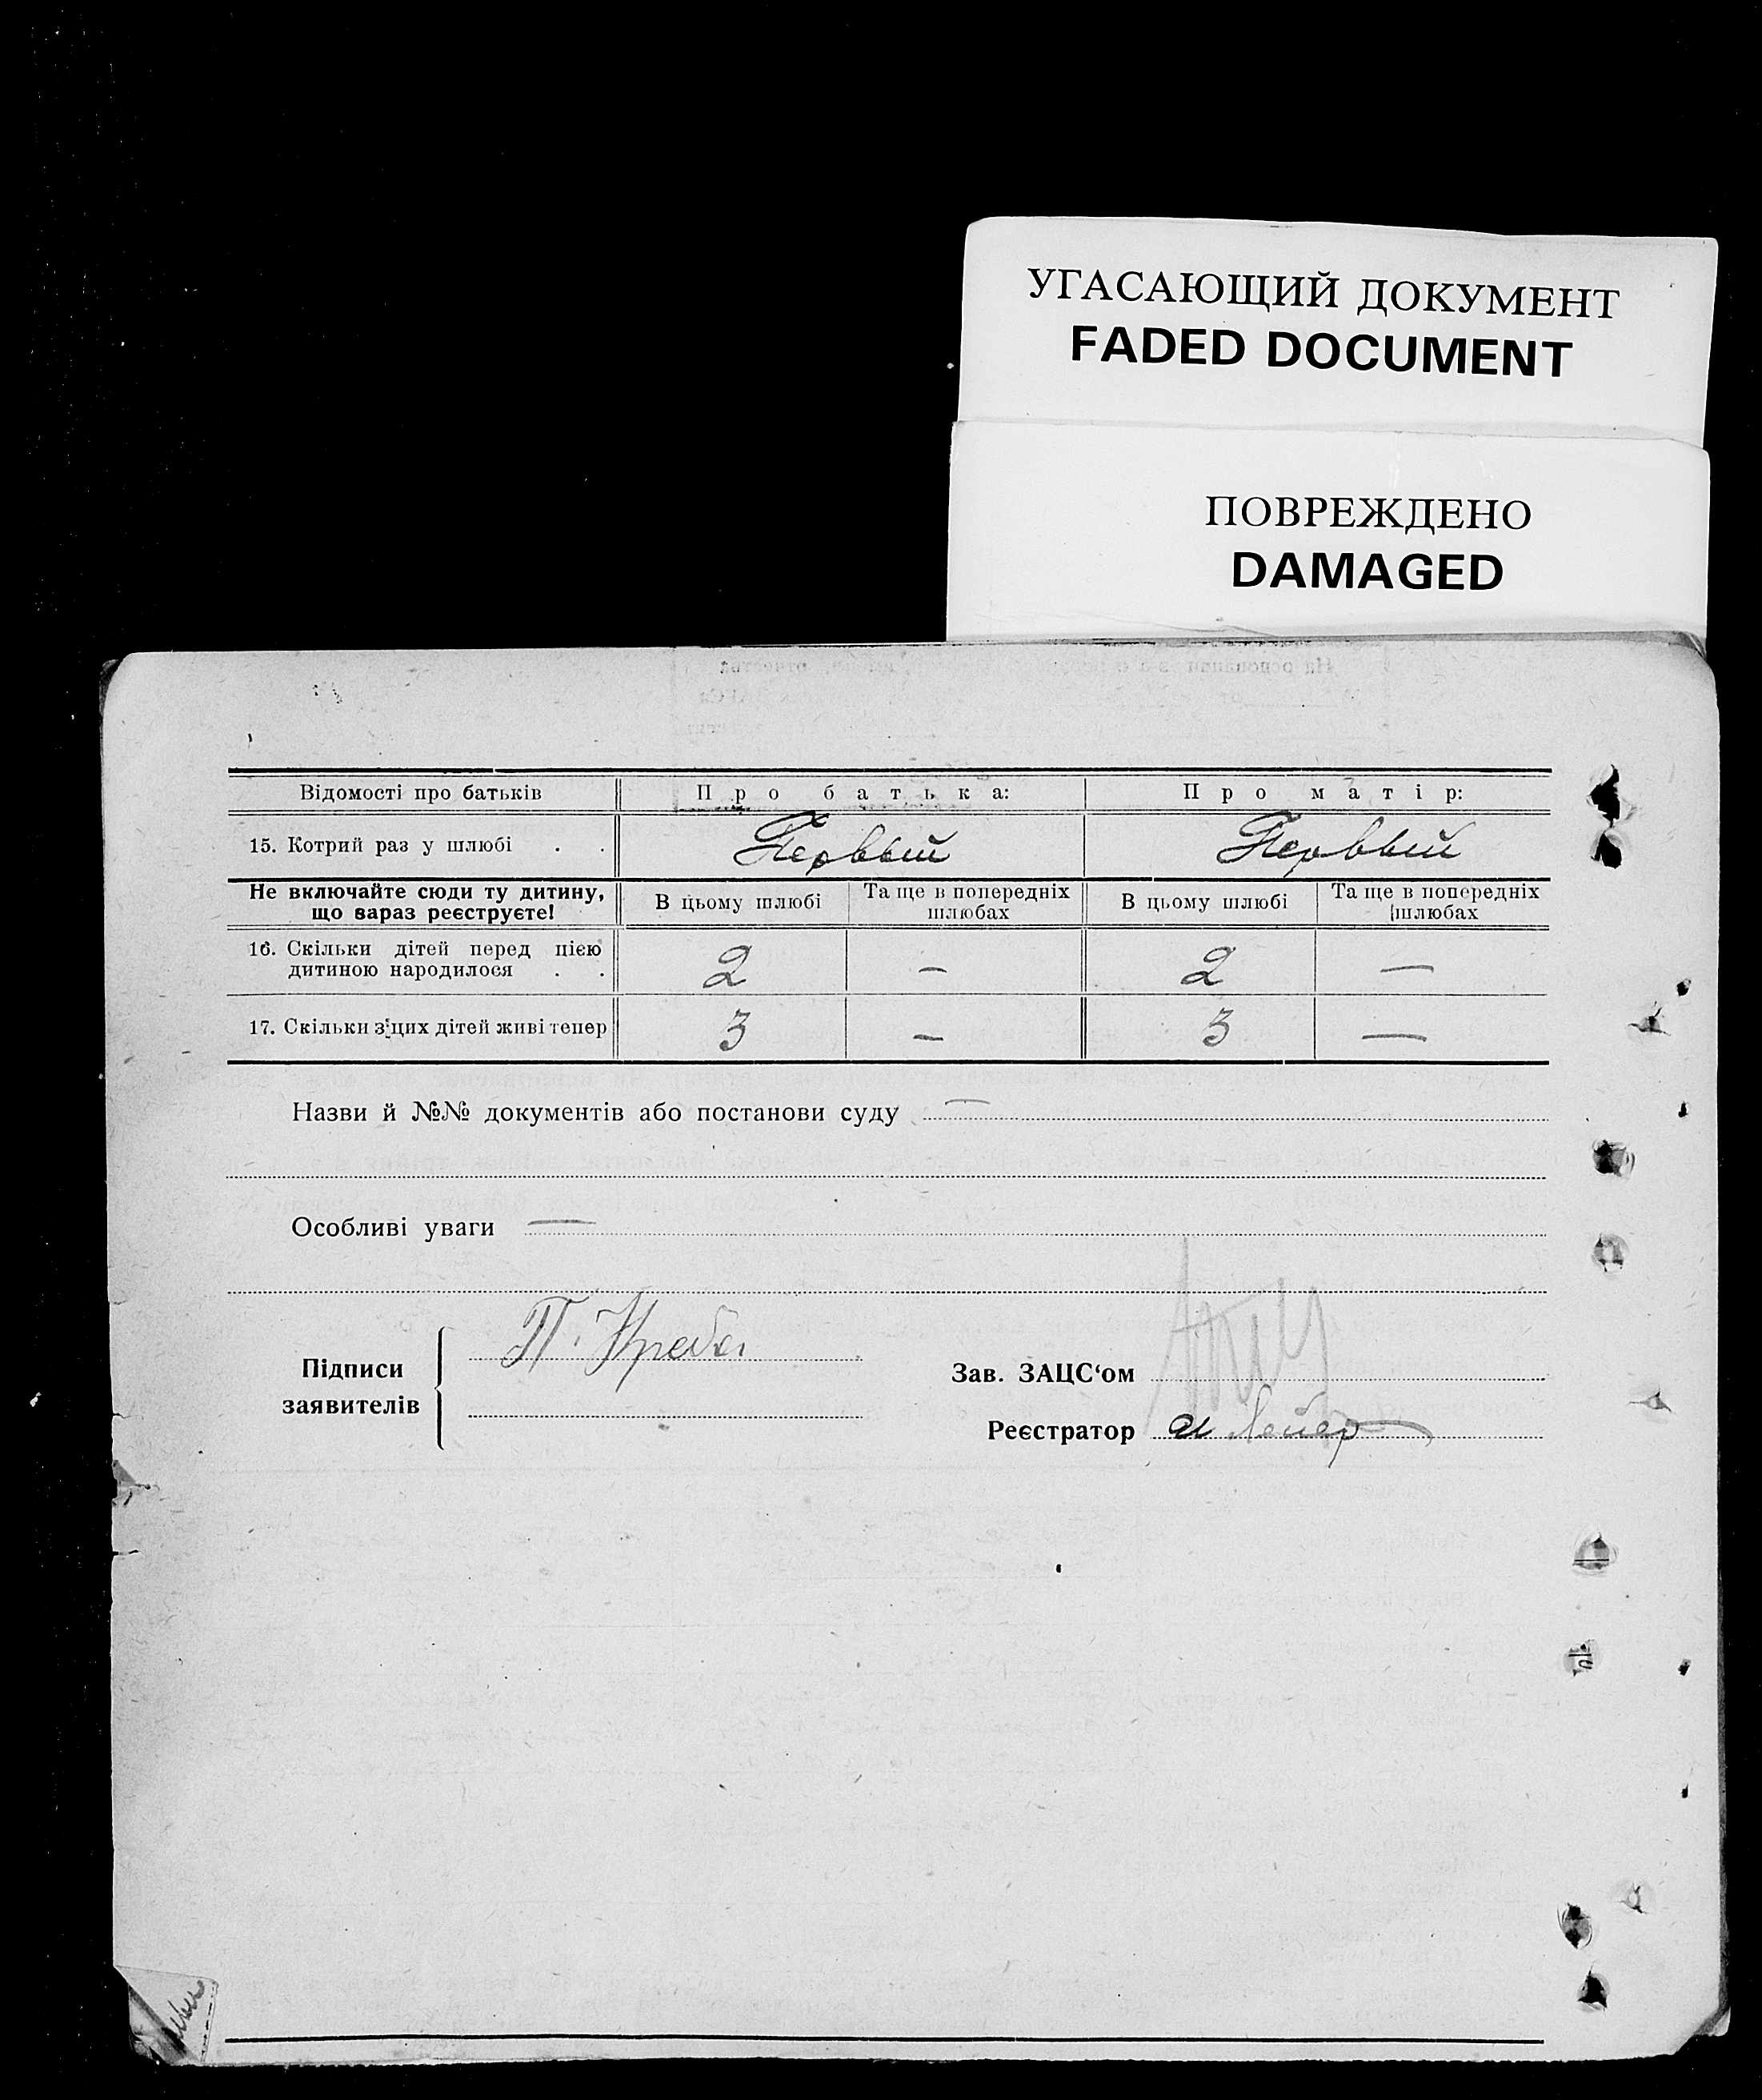 УГАСАЮЩИЙ ДОКУМЕНТ
FADED DOCUMENT
ПОВРЕЖДЕНО
DAMAGED
Відомості про батьків Про батька: Про матір:
15. Котрий раз у шлюбі . . Первый Первый
Не включайте сюди ту дитину, що вараз реєструєте! В цьому шлюбі Та ще в попередніх шлюбах В цьому шлюбі Та ще в попередніх шлюбах
16. Скільки дітей перед цією дитиною народилося . . 2 — 2 —
17. Скільки з цих дітей живі тепер 3 — 3 —
Назви й №№ документів або постанови суду —
Особливі уваги —
Підписи заявителів П.
Зав. ЗАЦС‘ом
Реєстратор